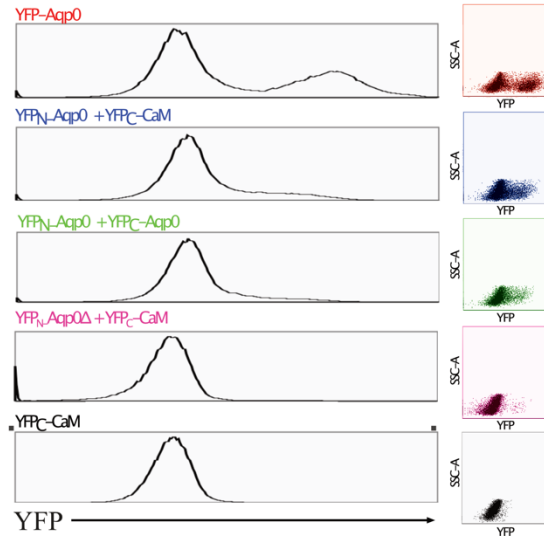 YFP–Aqp0
SSC–A
YFP
YFPN–Aqp0 +YFPC–CaM
SSC–A
YFP
YFPN–Aqp0 +YFPC–Aqp0
SSC–A
YFP
YFPN–Aqp0Δ +YFPC–CaM
SSC–A
YFP
YFPC–CaM
SSC–A
YFP
YFP